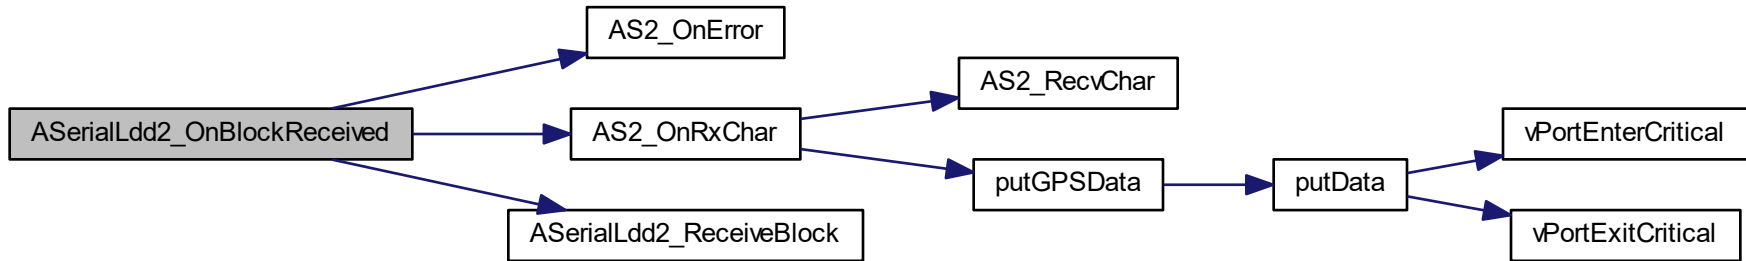 AS2_OnError
AS2_RecvChar
ASerialLdd2_OnBlockReceived
AS2_OnRxChar
vPortEnterCritical
putGPSData
putData
ASerialLdd2_ReceiveBlock
vPortExitCritical